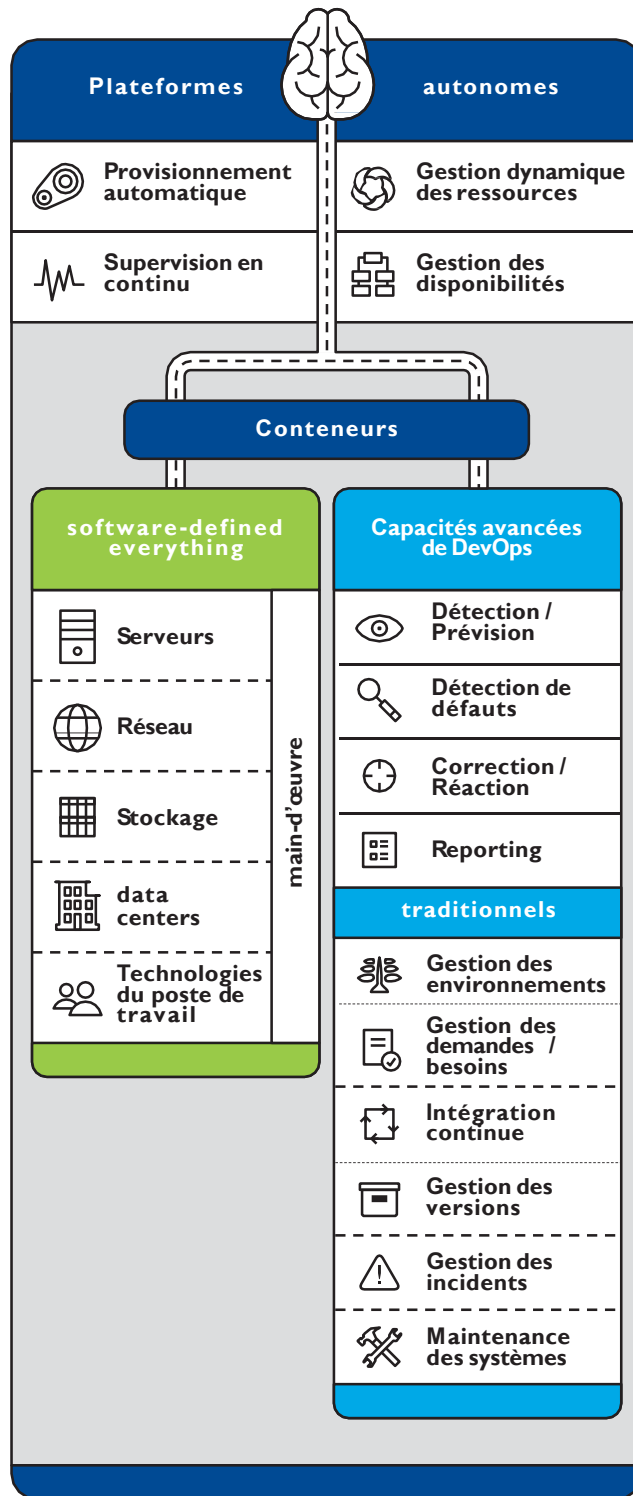 Plateformes autonomes
Provisionnement
automatique
Gestion dynamique
des ressources
Supervision en
continu
Gestion des
disponibilités
Conteneurs
software-defined
everything
Serveurs
Réseau
Stockage
data
centers
Technologies
du poste de
travail
main-d'œuvre
Capacités avancées
de DevOps
Détection /
Prévision
Détection de
défauts
Correction /
Réaction
Reporting
traditionnels
Gestion des
environnements
Gestion des
demandes /
besoins
Intégration
continue
Gestion des
versions
Gestion des
incidents
Maintenance
des systèmes